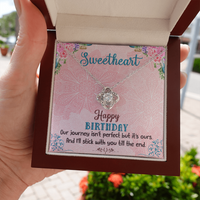 Sweetheart
Happy
BIRTHDAY
Our journey isn't perfect but it's ours.
And I'll stick with you till the end.